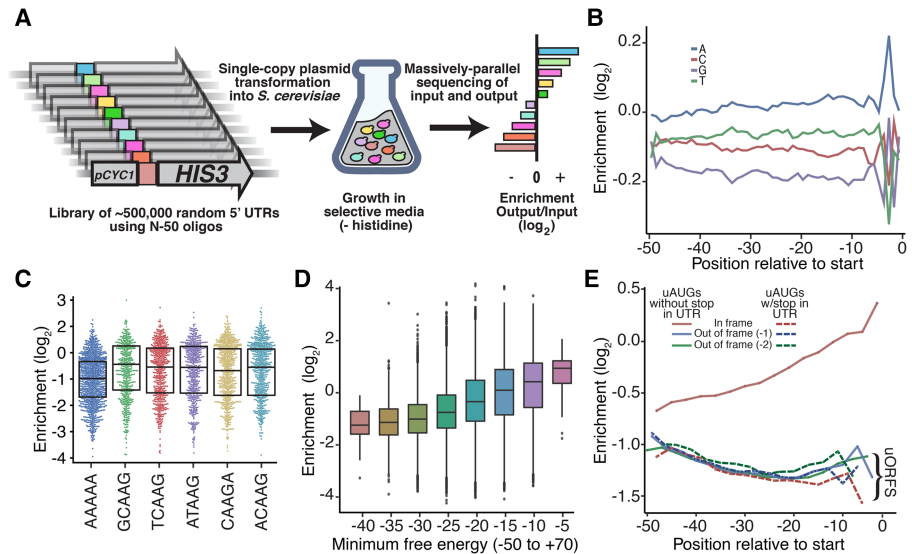 A
Single-copy plasmid
transformation
into S. cerevisiae
Massively-parallel
sequencing of
input and output
pCYC1
HIS3
Library of ~500,000 random 5' UTRs
using N-50 oligos
Growth in
selective media
(- histidine)
- 0 +
Enrichment
Output/Input
(log2)
B
Enrichment (log2)
0.2
0.0
-0.2
A
C
G
T
-50 -40 -30 -20 -10 0
Position relative to start
C
Enrichment (log2)
3
2
1
0
-1
-2
-3
-4
AAAAA
GCAAG
TCAAG
ATAAG
CAAGA
ACAAG
D
Enrichment (log2)
4
2
0
-2
-4
-40 -35 -30 -25 -20 -15 -10 -5
Minimum free energy (-50 to +70)
E
Enrichment (log2)
0.5
0.0
-0.5
-1.0
-1.5
uAUGs
without stop
in UTR
uAUGs
w/stop in
UTR
In frame
Out of frame (-1)
Out of frame (-2)
uORFS
-50 -40 -30 -20 -10 0
Position relative to start